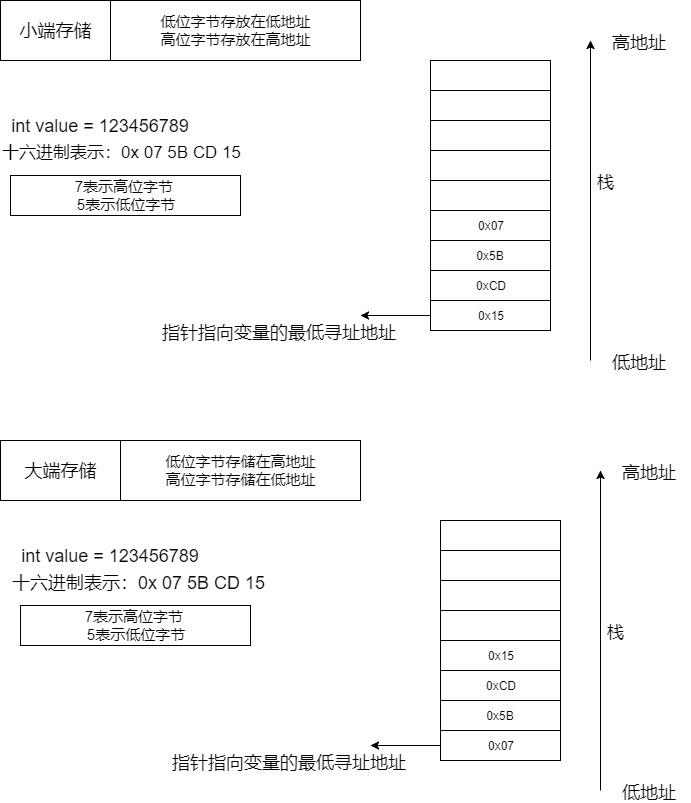 小端存储
低位字节存放在低地址
高位字节存放在高地址
高地址
int value = 123456789
十六进制表示：0x 07 5B CD 15
7表示高位字节
5表示低位字节
栈
0x07
0x5B
0xCD
0x15
指针指向变量的最低寻址地址
低地址
大端存储
低位字节存储在高地址
高位字节存储在低地址
高地址
int value = 123456789
十六进制表示：0x 07 5B CD 15
7表示高位字节
5表示低位字节
栈
0x15
0xCD
0x5B
0x07
指针指向变量的最低寻址地址
低地址